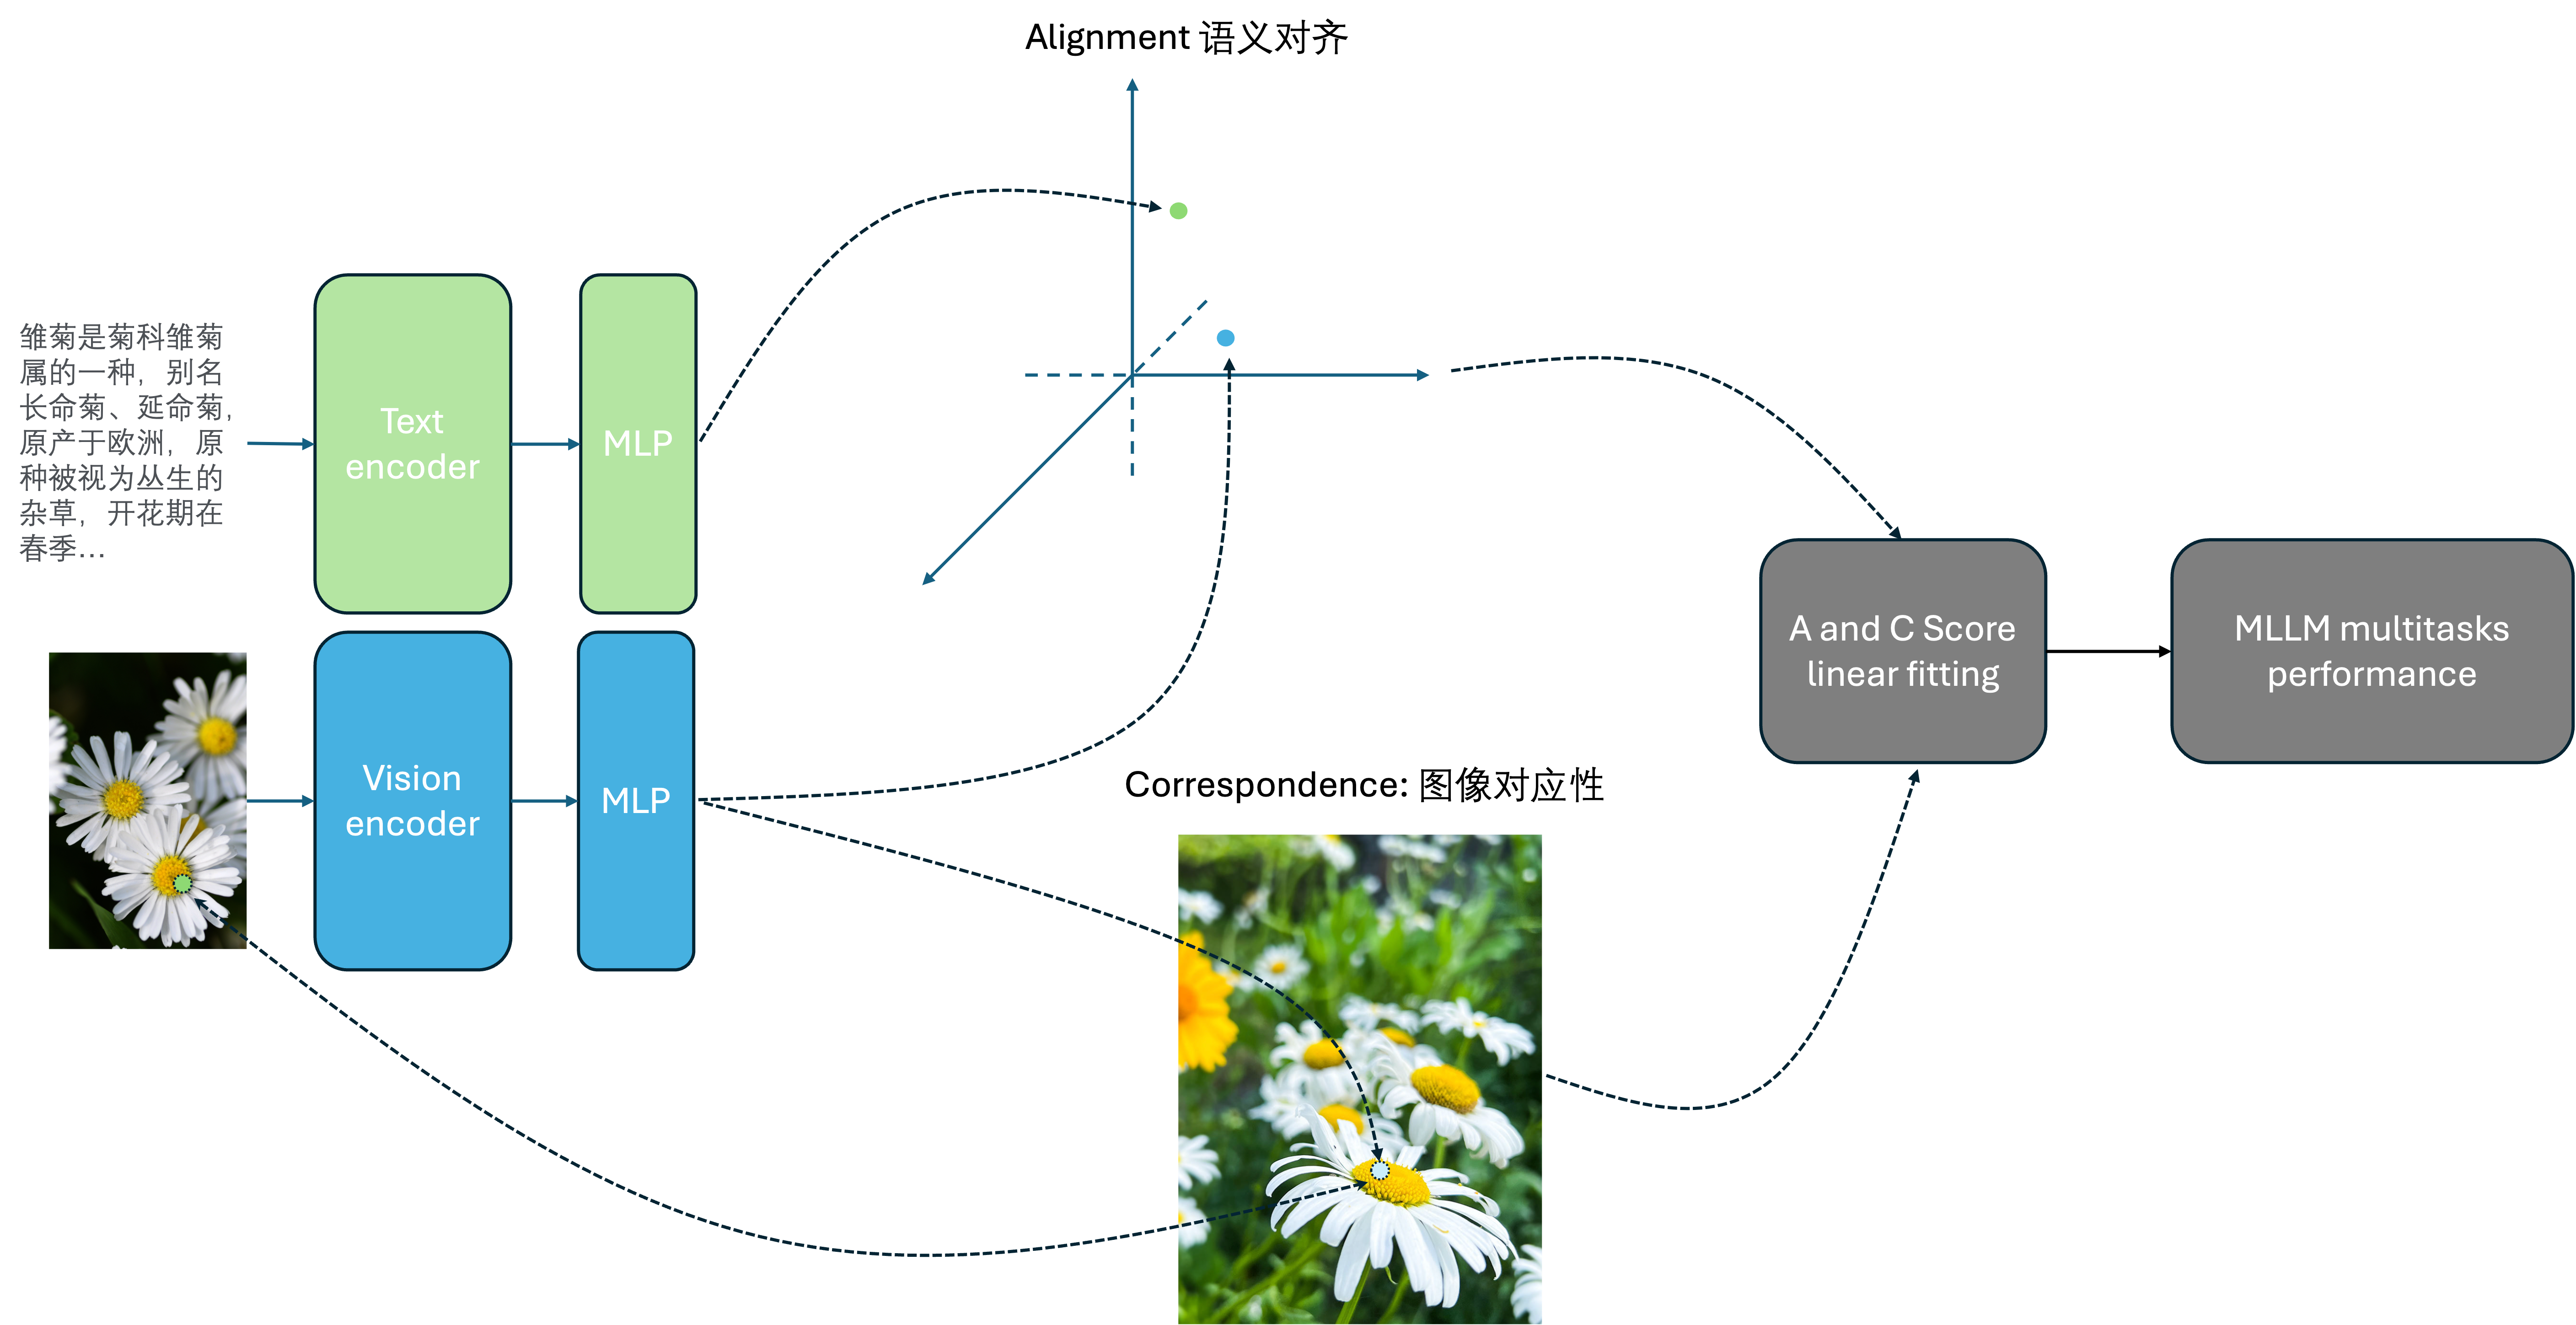 Alignment 语义对齐
雏菊是菊科雏菊
属的一种，别名
长命菊、延命菊，
原产于欧洲，原
种被视为丛生的
杂草，开花期在
春季…
Text
encoder
MLP
Vision
encoder
MLP
Correspondence: 图像对应性
A and C Score
linear fitting
MLLM multitasks
performance